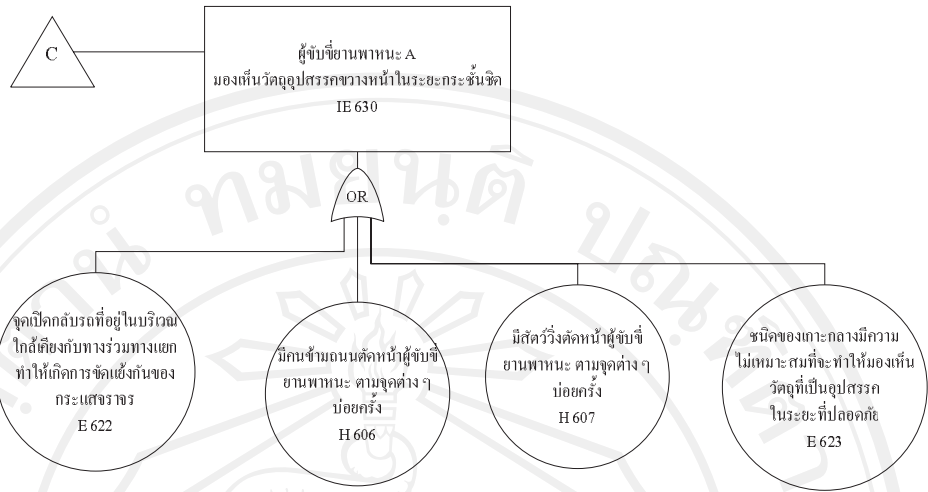 C
ผู้ขับขี่ยานพาหนะ A
มองเห็นวัตถุอุปสรรคขวางหน้าในระยะกระชั้นชิด
IE 630
OR
จุดเปิดกลับรถที่อยู่ในบริเวณ
ใกล้เคียงกับทางร่วมทางแยก
ทำให้เกิดการขัดแย้งกันของ
กระแสจราจร
E 622
มีคนข้ามถนนตัดหน้าผู้ขับขี่
ยานพาหนะ ตามจุดต่าง ๆ
บ่อยครั้ง
H 606
มีสัตว์วิ่งตัดหน้าผู้ขับขี่
ยานพาหนะ ตามจุดต่าง ๆ
บ่อยครั้ง
H 607
ชนิดของเกาะกลางมีความ
ไม่เหมาะสมที่จะทำให้มองเห็น
วัตถุที่เป็นอุปสรรค
ในระยะที่ปลอดภัย
E 623